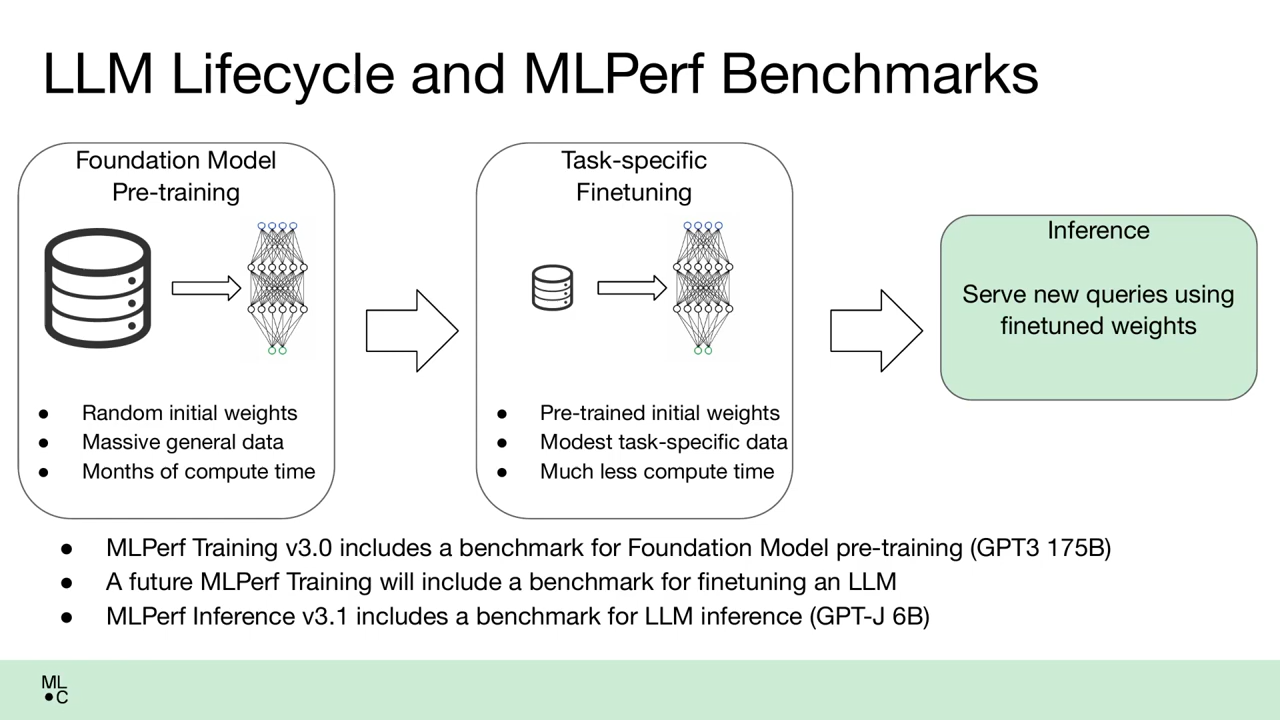 LLM Lifecycle and MLPerf Benchmarks
Foundation Model
Pre-training
● Random initial weights
● Massive general data
● Months of compute time
Task-specific
Finetuning
● Pre-trained initial weights
● Modest task-specific data
● Much less compute time
Inference
Serve new queries using
finetuned weights
● MLPerf Training v3.0 includes a benchmark for Foundation Model pre-training (GPT3 175B)
● A future MLPerf Training will include a benchmark for finetuning an LLM
● MLPerf Inference v3.1 includes a benchmark for LLM inference (GPT-J 6B)
ML
●C